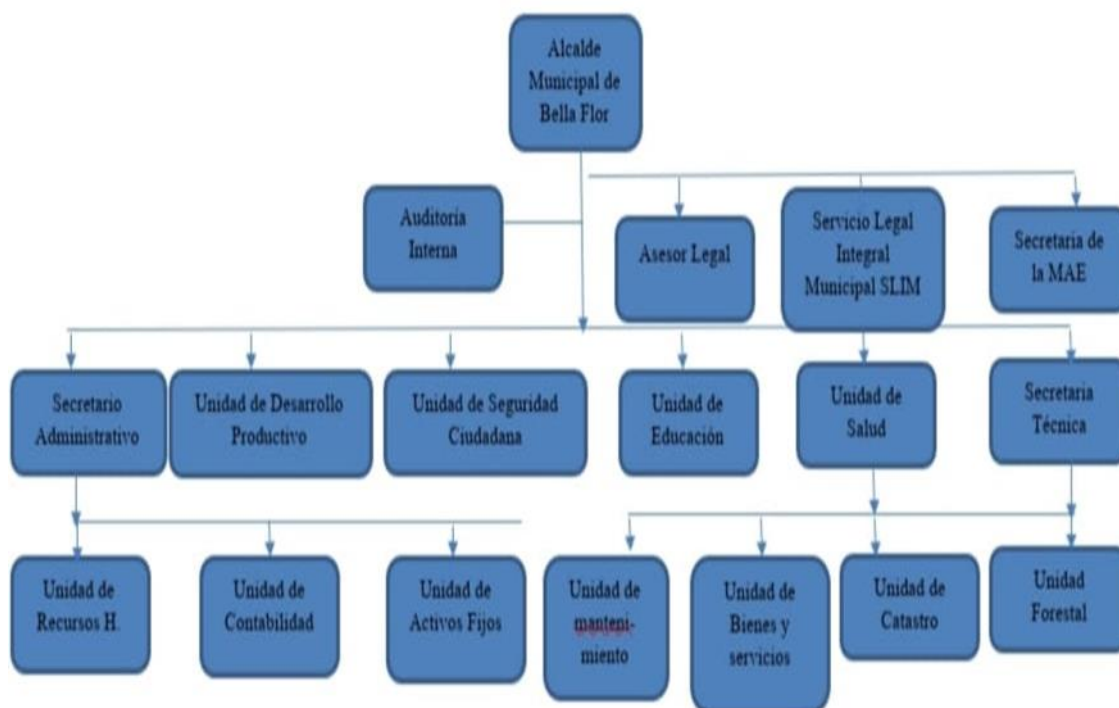 Alcalde
Municipal de
Bella Flor
Auditoria
Interna
Asesor Legal
Servicio Legal
Integral
Municipal SLIM
Secretaria de
la MAE
Secretario
Administrativo
Unidad de Desarrollo
Productivo
Unidad de Seguridad
Ciudadana
Unidad de
Educación
Unidad de
Salud
Secretaria
Técnica
Unidad de
Recursos H.
Unidad de
Contabilidad
Unidad de
Activos Fijos
Unidad de
manteni-
miento
Unidad de
Bienes y
servicios
Unidad de
Catastro
Unidad
Forestal